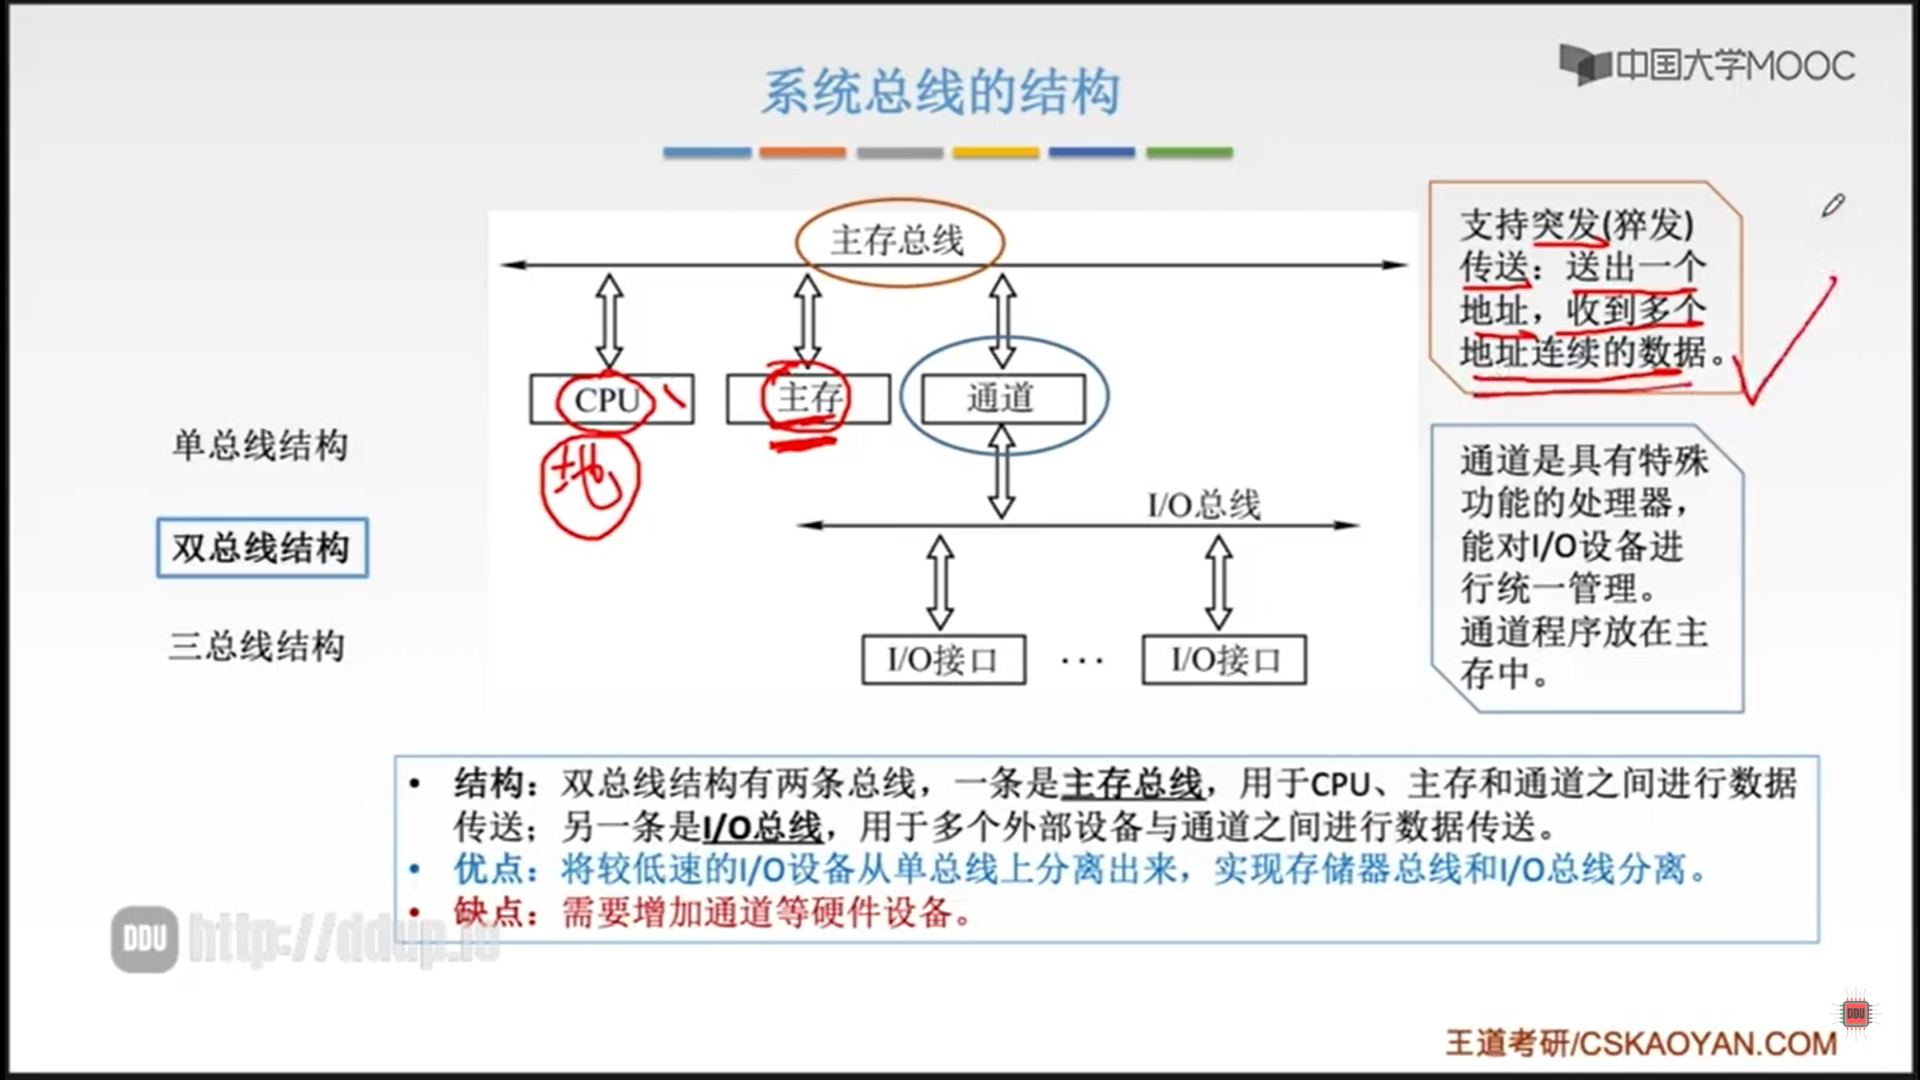 系统总线的结构
中国大学MOOC
主存总线
CPU
主存
通道
地
I/O总线
I/O接口
...
I/O接口
单总线结构
双总线结构
三总线结构
支持突发(猝发)
传送：送出一个
地址，收到多个
地址连续的数据。
通道是具有特殊
功能的处理器，
能对I/O设备进
行统一管理。
通道程序放在主
存中。
• 结构：双总线结构有两条总线，一条是主存总线，用于CPU、主存和通道之间进行数据
传送；另一条是I/O总线，用于多个外部设备与通道之间进行数据传送。
• 优点：将较低速的I/O设备从单总线上分离出来，实现存储器总线和I/O总线分离。
• 缺点：需要增加通道等硬件设备。
DDU http://ddup.io
DDU
王道考研/CSKAOYAN.COM